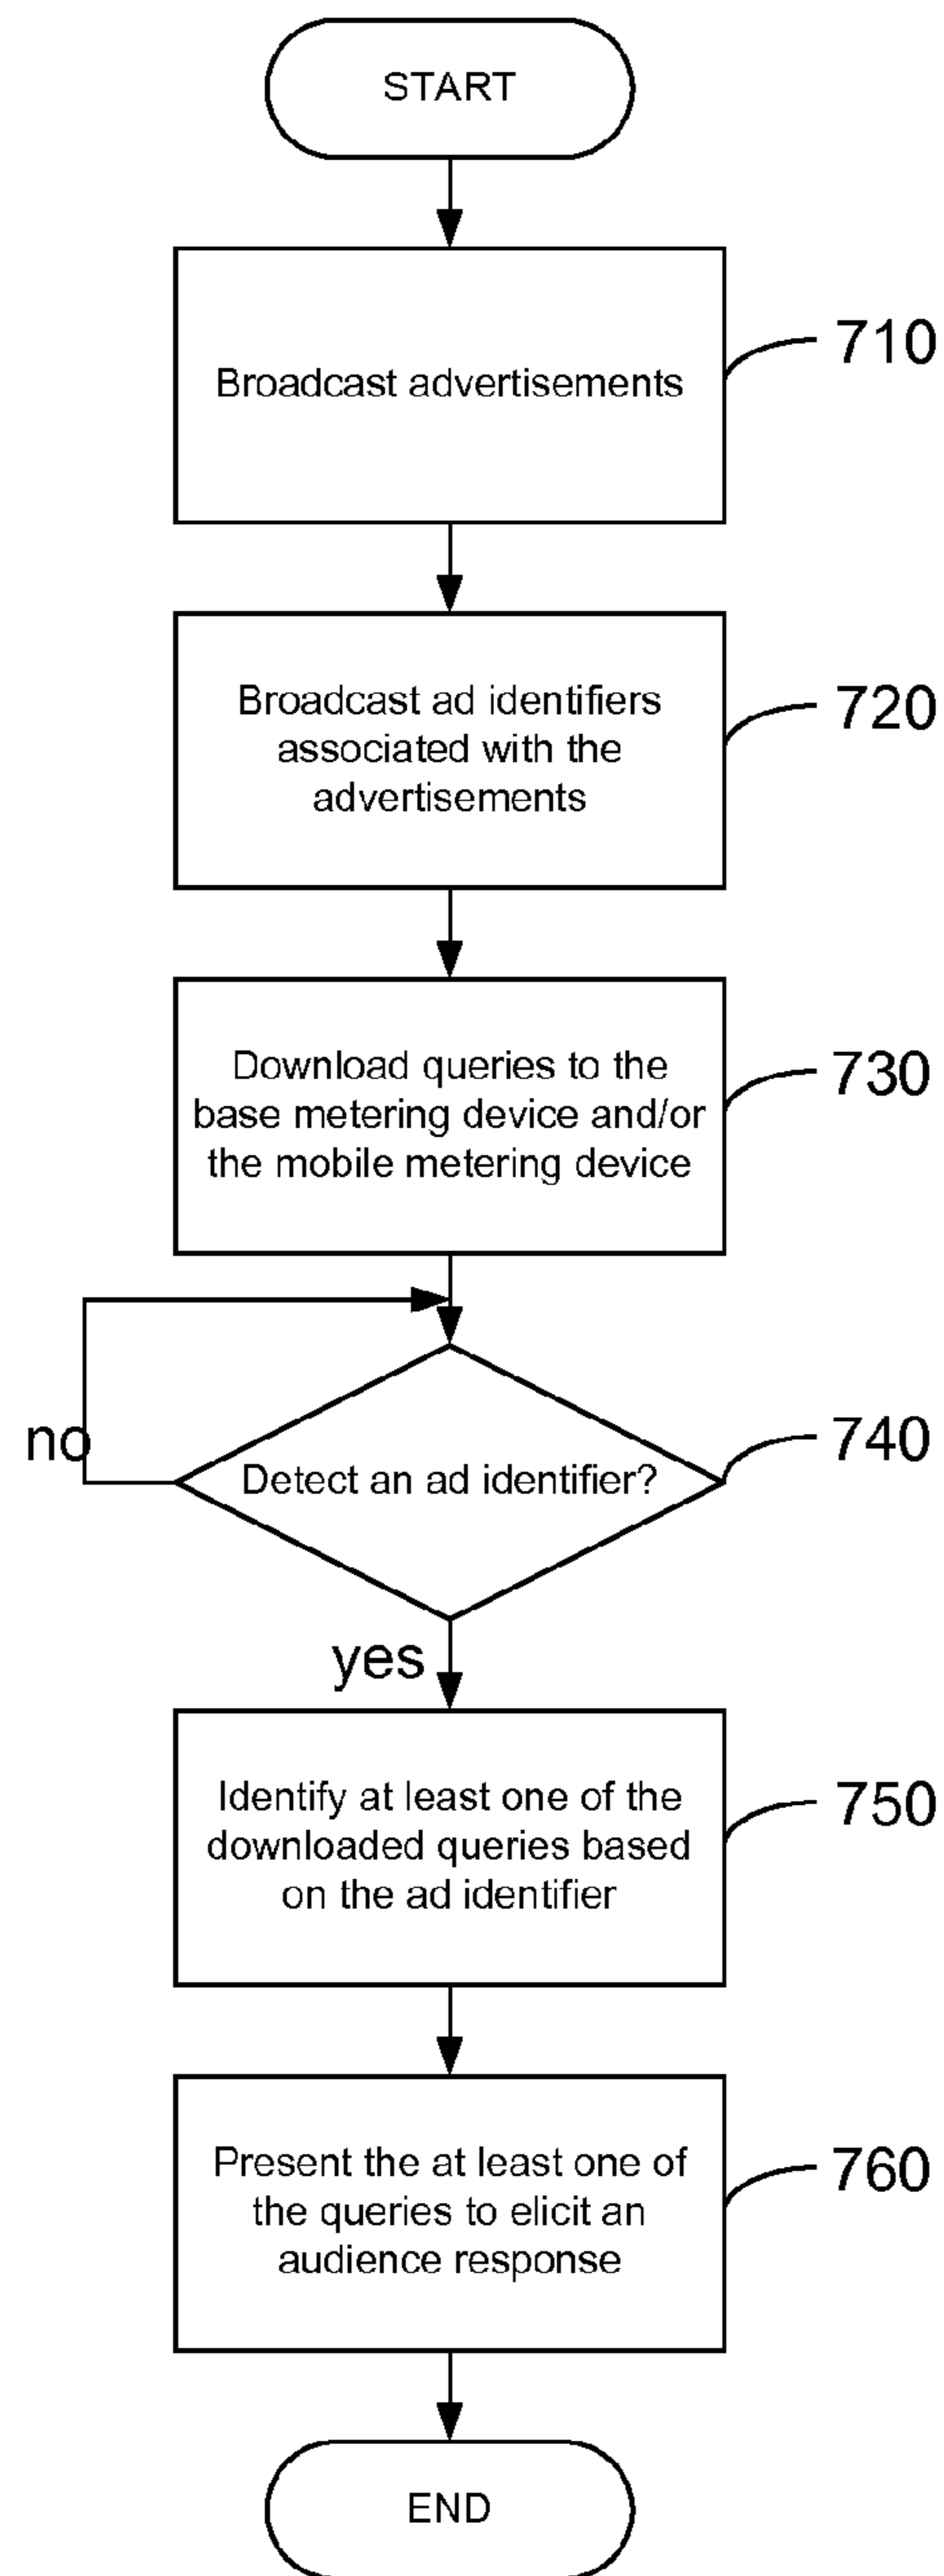 START
Broadcast advertisements
710
Broadcast ad identifiers
associated with the
advertisements
720
Download queries to the
base metering device and/or
the mobile metering device
730
no
Detect an ad identifier?
740
yes
Identify at least one of the
downloaded queries based
on the ad identifier
750
Present the at least one of
the queries to elicit an
audience response
760
END